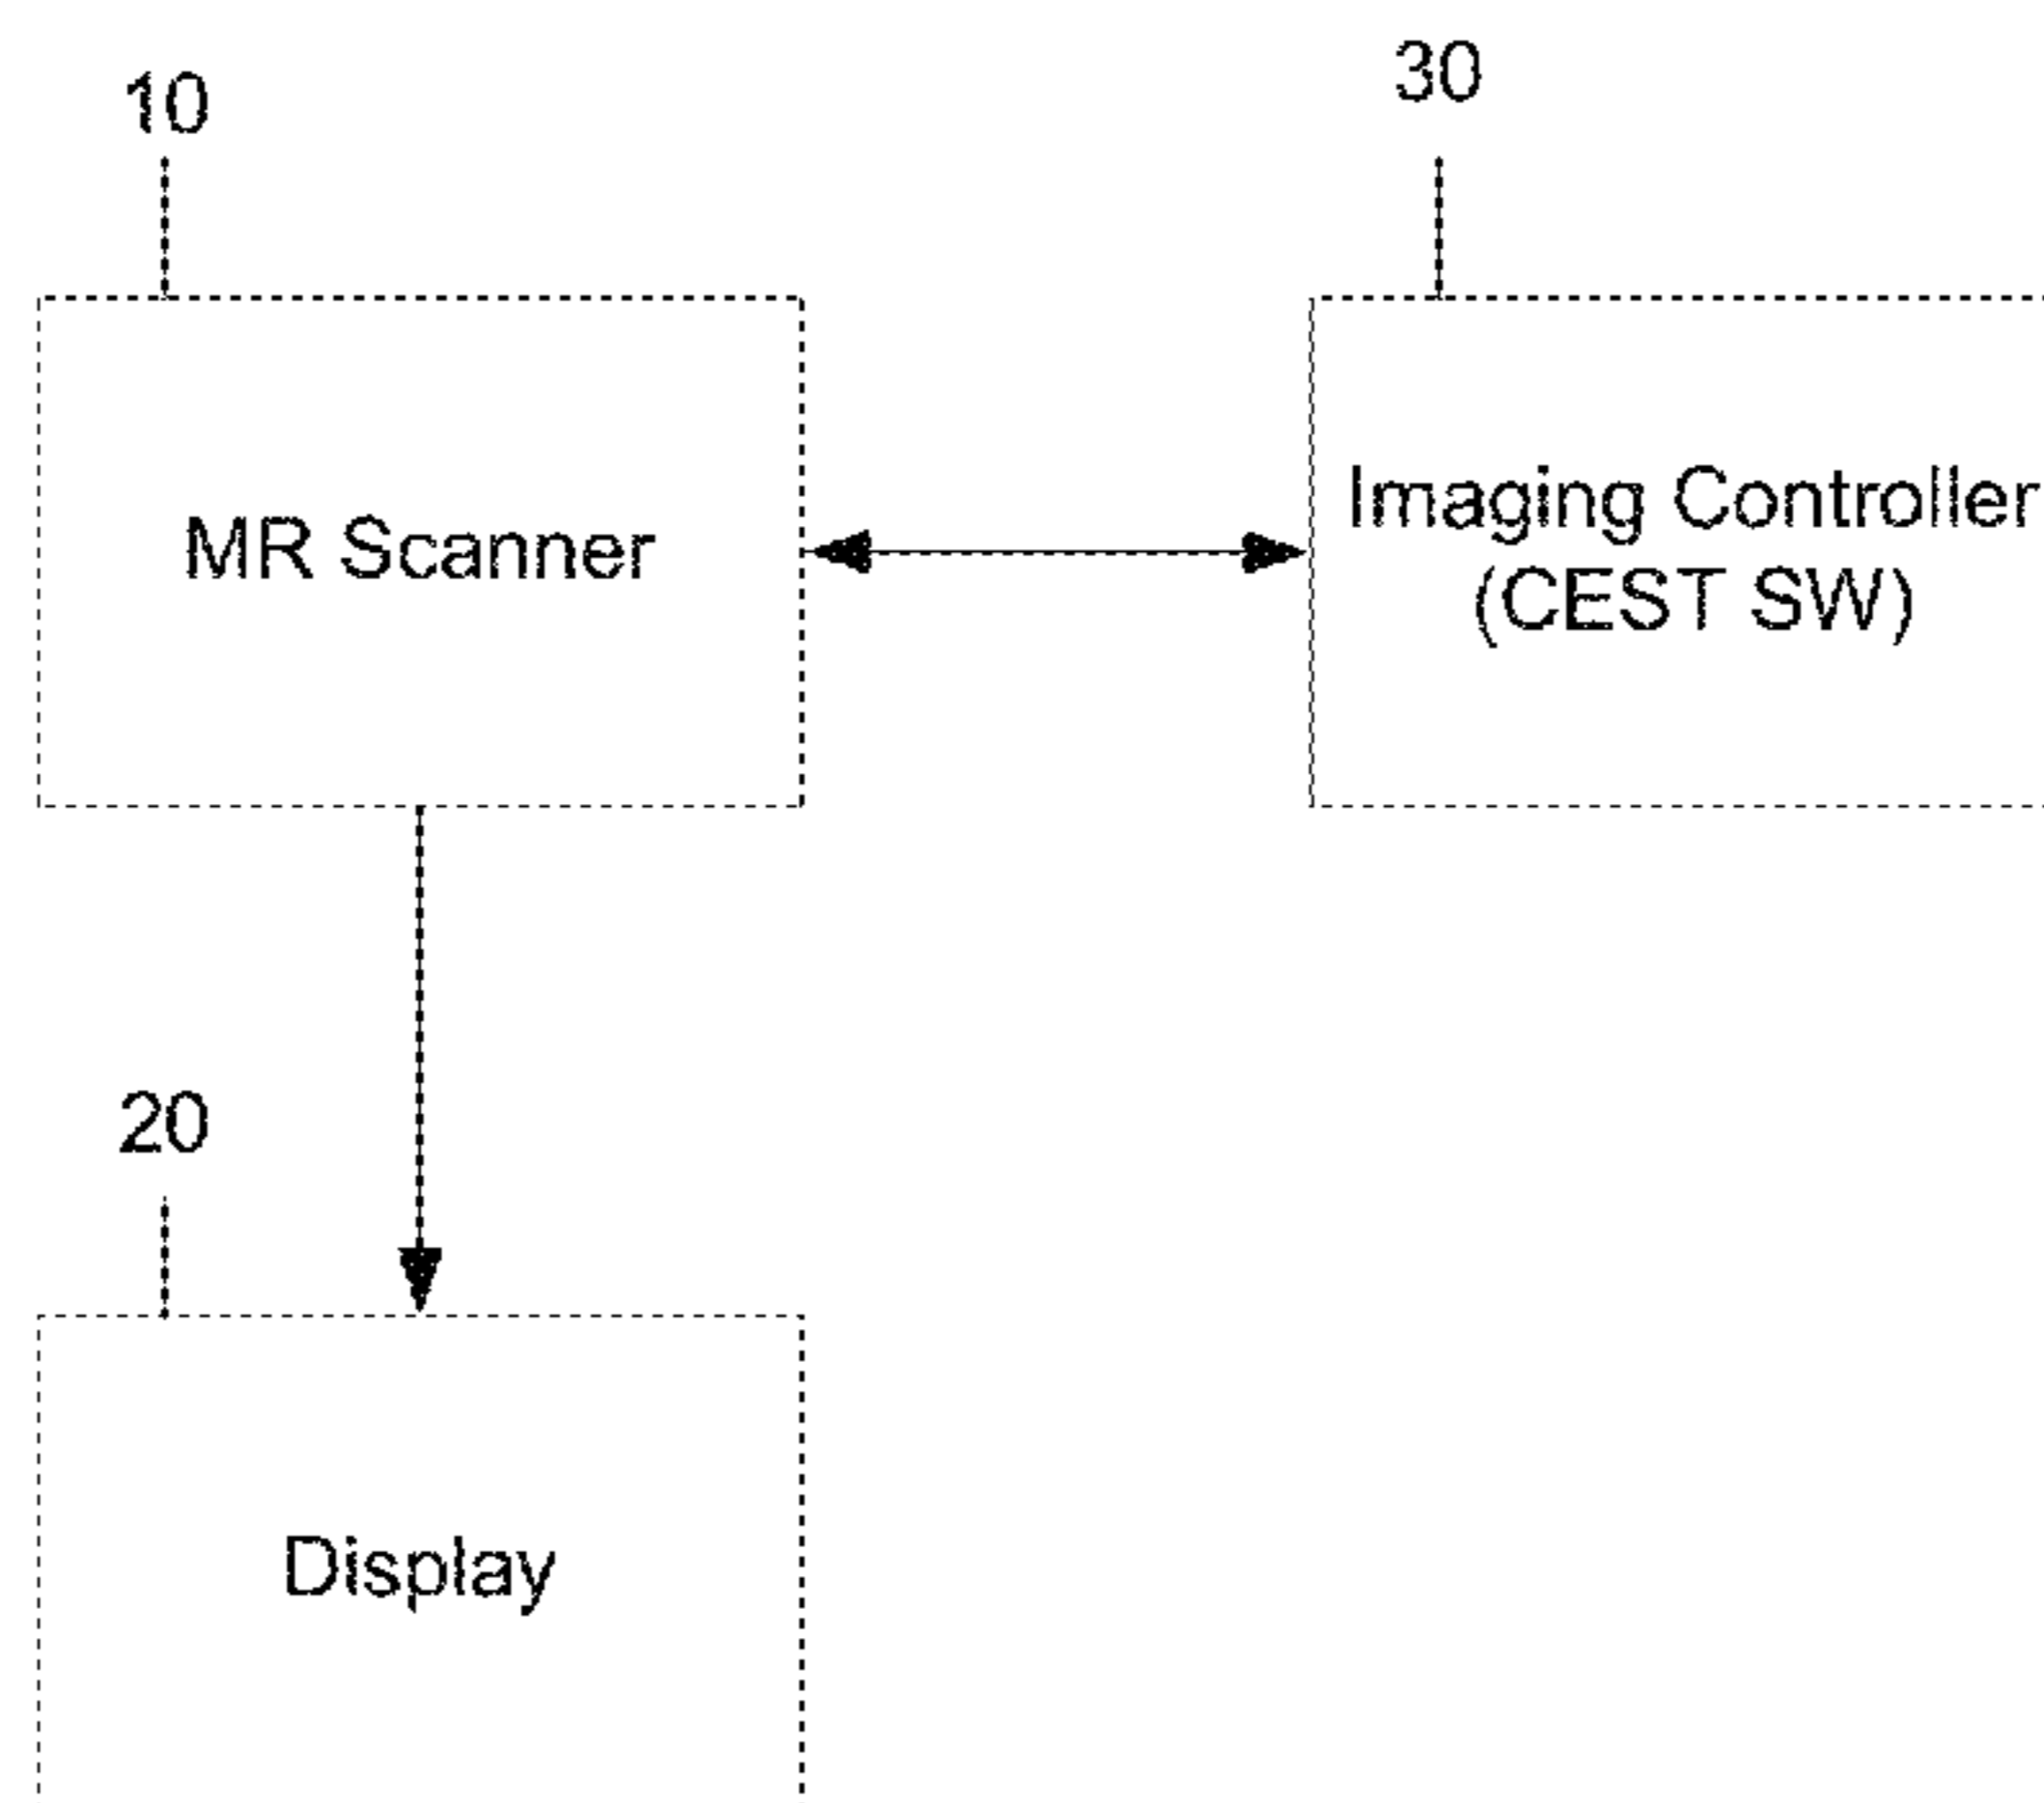 10
30
MR Scanner
Imaging Controller
(CEST SW)
20
Display